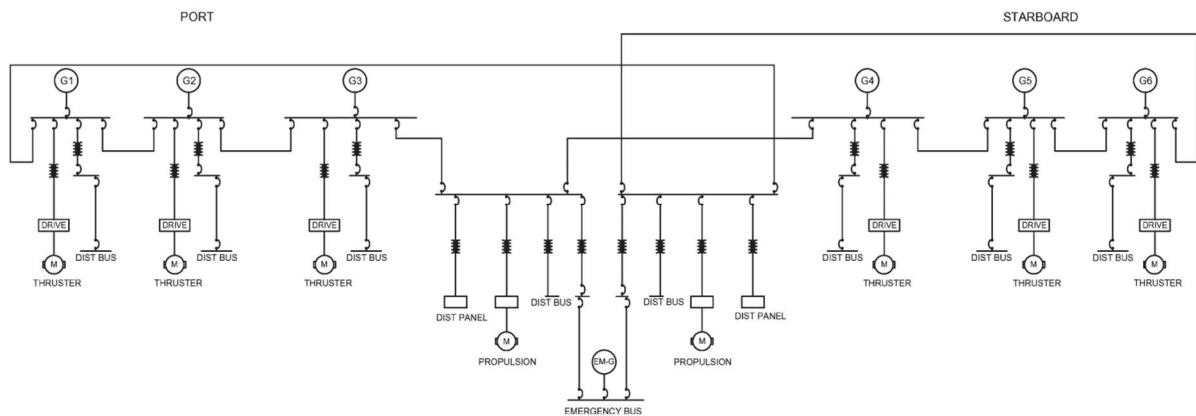 PORT
STARBOARD
G1
G2
G3
G4
G5
G6
DRIVE
DRIVE
DRIVE
DRIVE
DRIVE
DRIVE
DIST BUS
DIST BUS
DIST BUS
DIST BUS
DIST BUS
DIST BUS
M
M
M
M
M
M
THRUSTER
THRUSTER
THRUSTER
THRUSTER
THRUSTER
THRUSTER
DIST BUS
DIST BUS
DIST PANEL
DIST PANEL
M
M
PROPULSION
PROPULSION
EM-G
EMERGENCY BUS